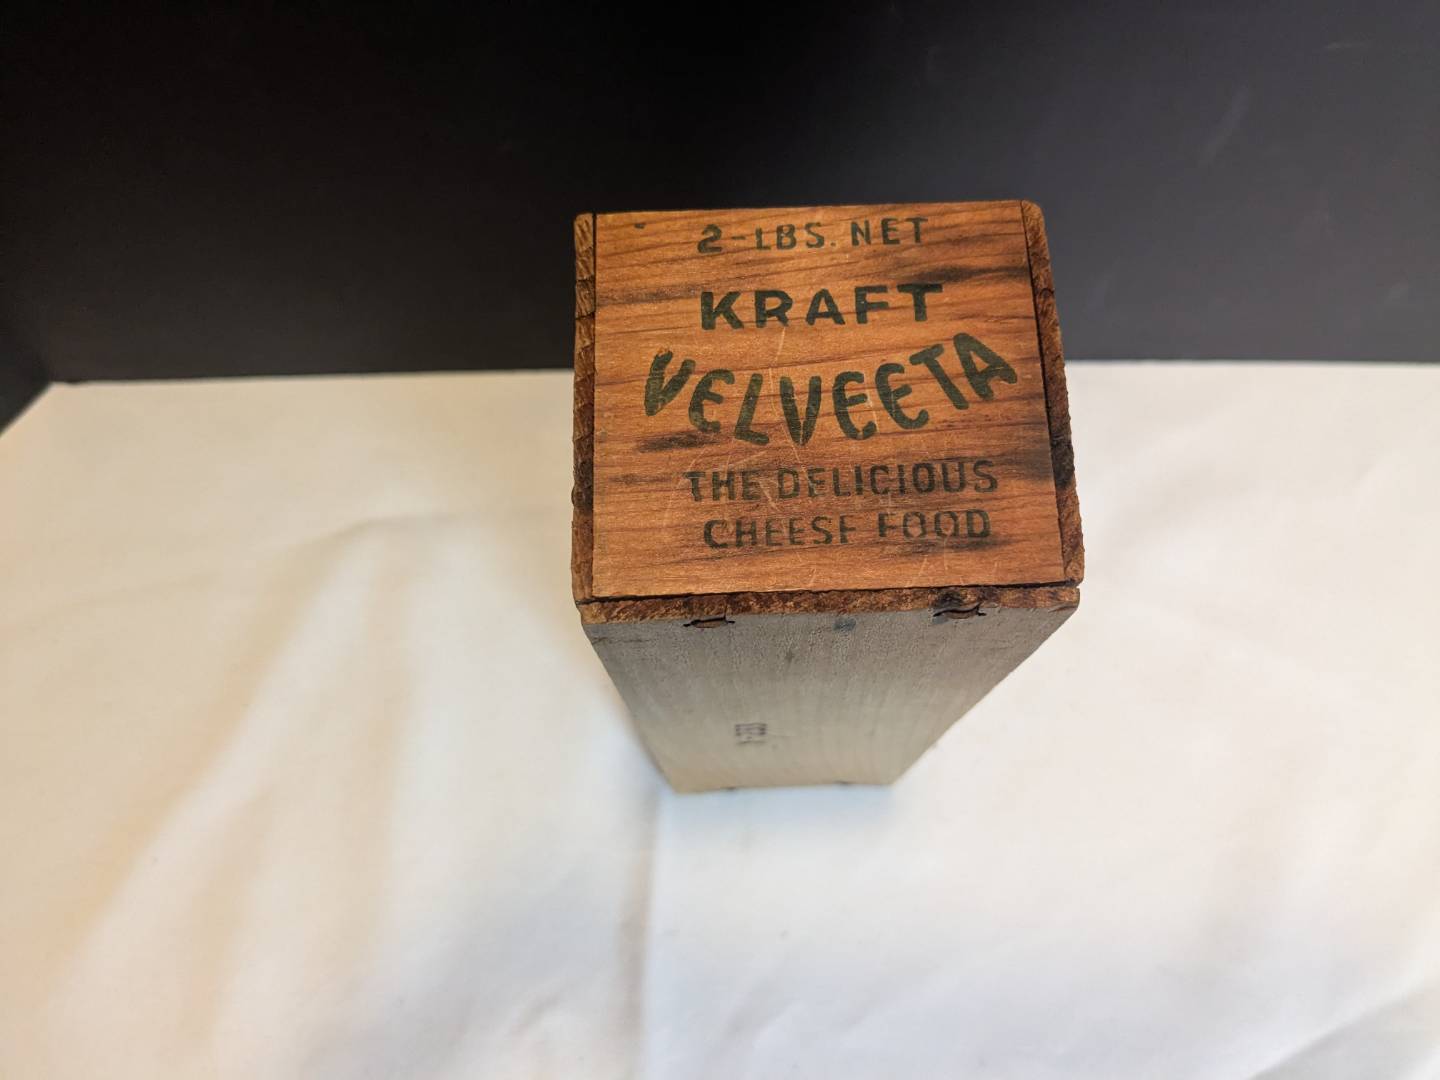 2-LBS. NET
KRAFT
VELVEETA
THE DELICIOUS
CHEESE FOOD